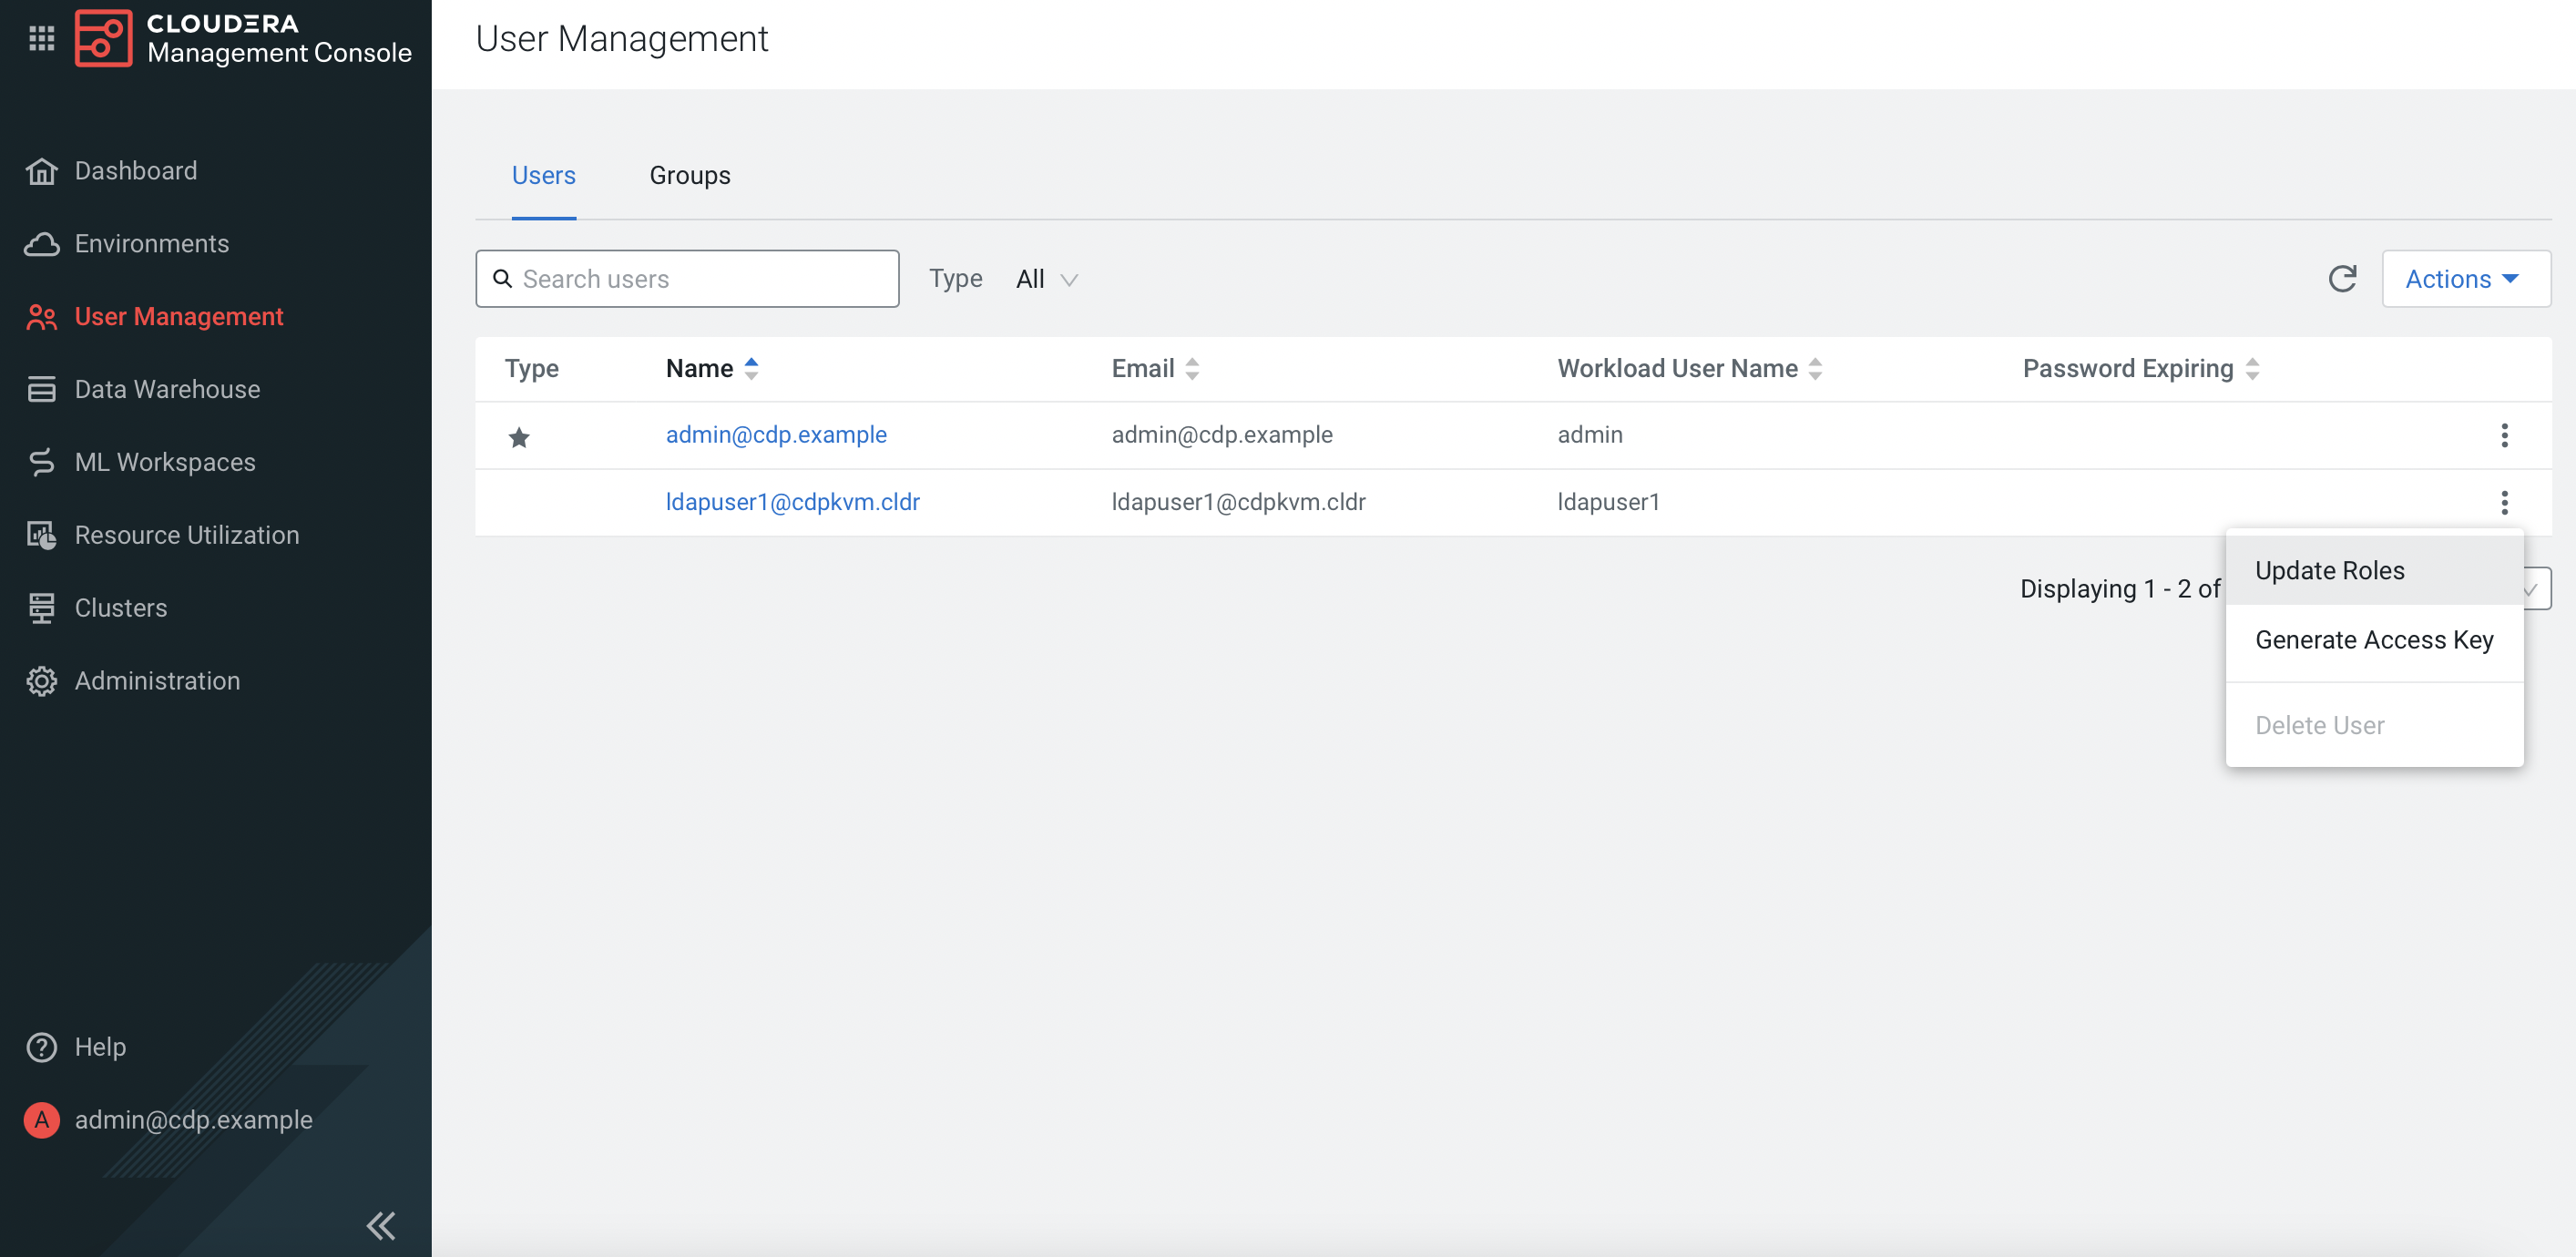 CLOUDERA
Management Console
User Management
Dashboard
Environments
User Management
Data Warehouse
ML Workspaces
Resource Utilization
Clusters
Administration
Help
A admin@cdp.example
Users Groups
Search users Type All Actions
Type Name Email Workload User Name Password Expiring
admin@cdp.example admin@cdp.example admin
ldapuser1@cdpkvm.cldr ldapuser1@cdpkvm.cldr ldapuser1
Displaying 1 - 2 of
Update Roles
Generate Access Key
Delete User